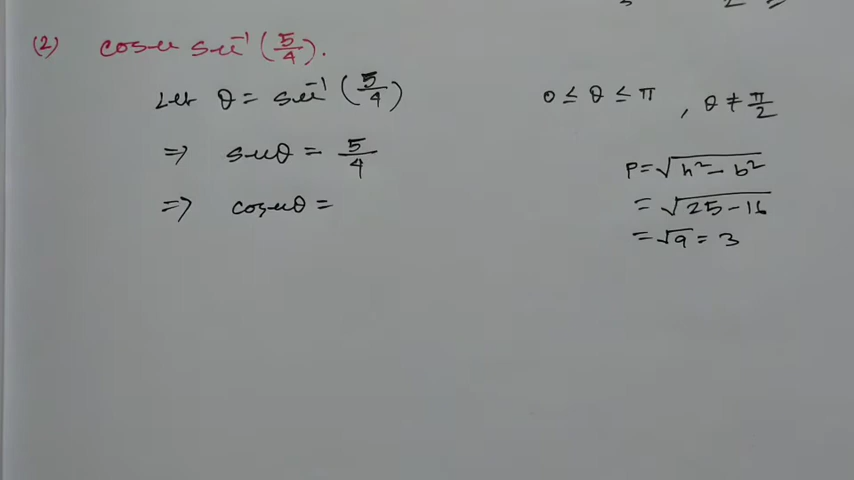 (2) cosec sec⁻¹(5/4).
Let θ = sec⁻¹(5/4)
0 ≤ θ ≤ π , θ ≠ π/2
⇒ secθ = 5/4
P = √(h² - b²)
⇒ cosecθ =
= √(25 - 16)
= √9 = 3